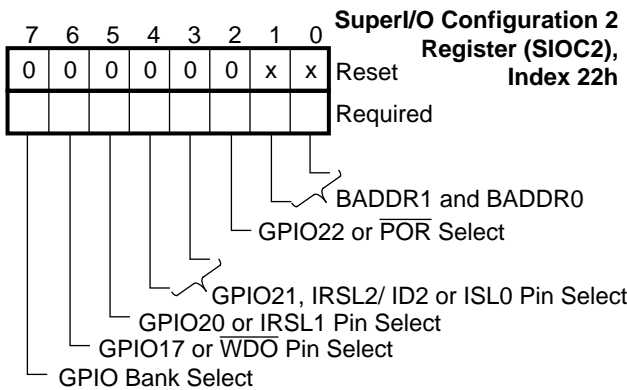 SuperI/O Configuration 2
Register (SIOC2),
Index 22h
7 6 5 4 3 2 1 0
0 0 0 0 0 0 x x Reset
Required
BADDR1 and BADDR0
GPIO22 or POR Select
GPIO21, IRSL2/ ID2 or ISL0 Pin Select
GPIO20 or IRSL1 Pin Select
GPIO17 or WDO Pin Select
GPIO Bank Select